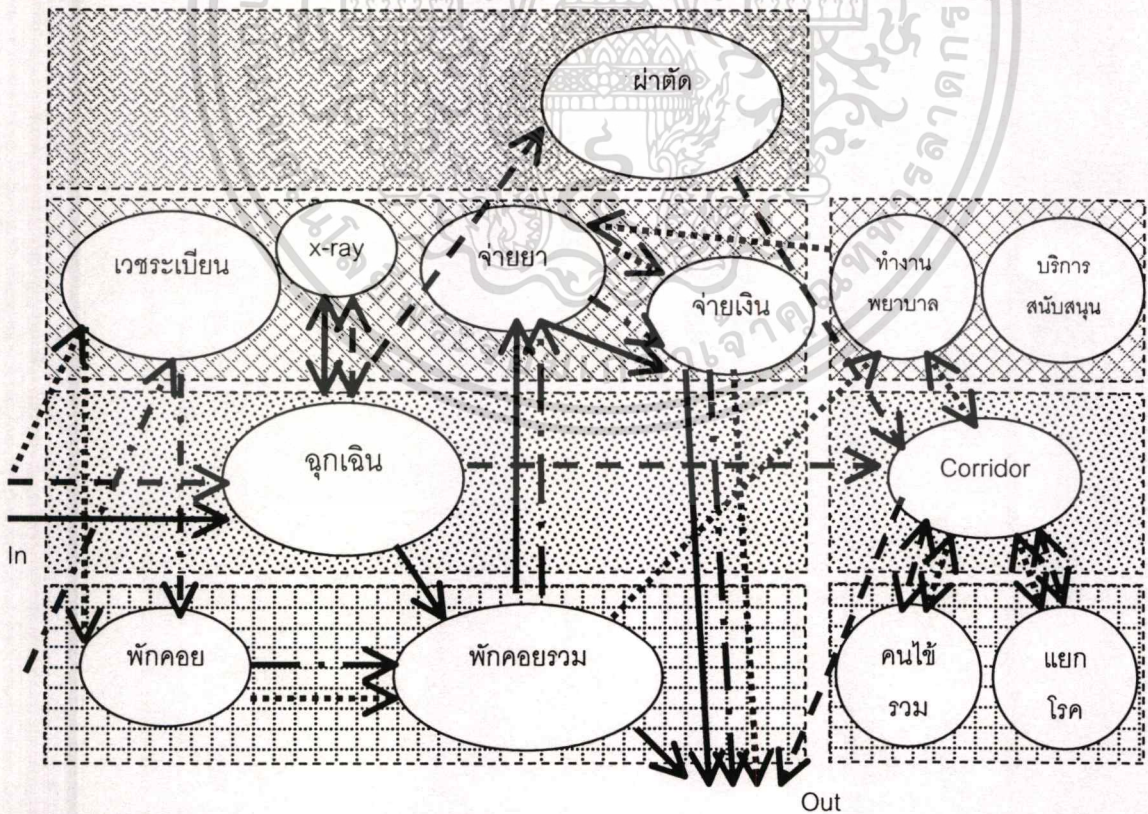 ผ่าตัด
เวชระเบียน
x-ray
จ่ายยา
จ่ายเงิน
ทำงาน
พยาบาล
บริการ
สนับสนุน
ฉุกเฉิน
Corridor
In
พักคอย
พักคอยรวม
คนไข้
รวม
แยก
โรค
Out